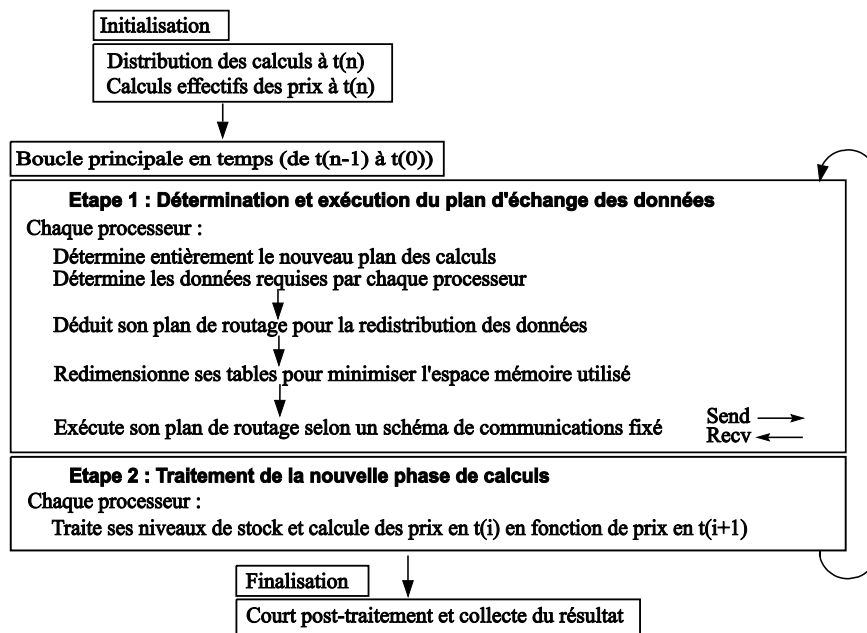 Initialisation
Distribution des calculs à t(n)
Calculs effectifs des prix à t(n)
Boucle principale en temps (de t(n-1) à t(0))
Etape 1 : Détermination et exécution du plan d'échange des données
Chaque processeur :
Détermine entièrement le nouveau plan des calculs
Détermine les données requises par chaque processeur
Déduit son plan de routage pour la redistribution des données
Redimensionne ses tables pour minimiser l'espace mémoire utilisé
Exécute son plan de routage selon un schéma de communications fixé
Send
Recv
Etape 2 : Traitement de la nouvelle phase de calculs
Chaque processeur :
Traite ses niveaux de stock et calcule des prix en t(i) en fonction de prix en t(i+1)
Finalisation
Court post-traitement et collecte du résultat